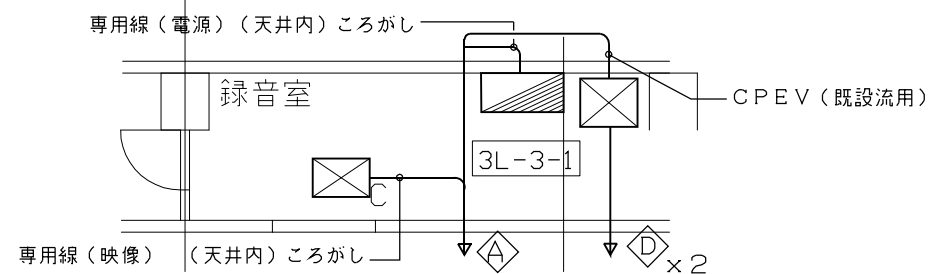 専用線（電源）（天井内）ころがし
録音室
CPEV（既設流用）
3L-3-1
C
専用線（映像）　（天井内）ころがし
A
D
x2